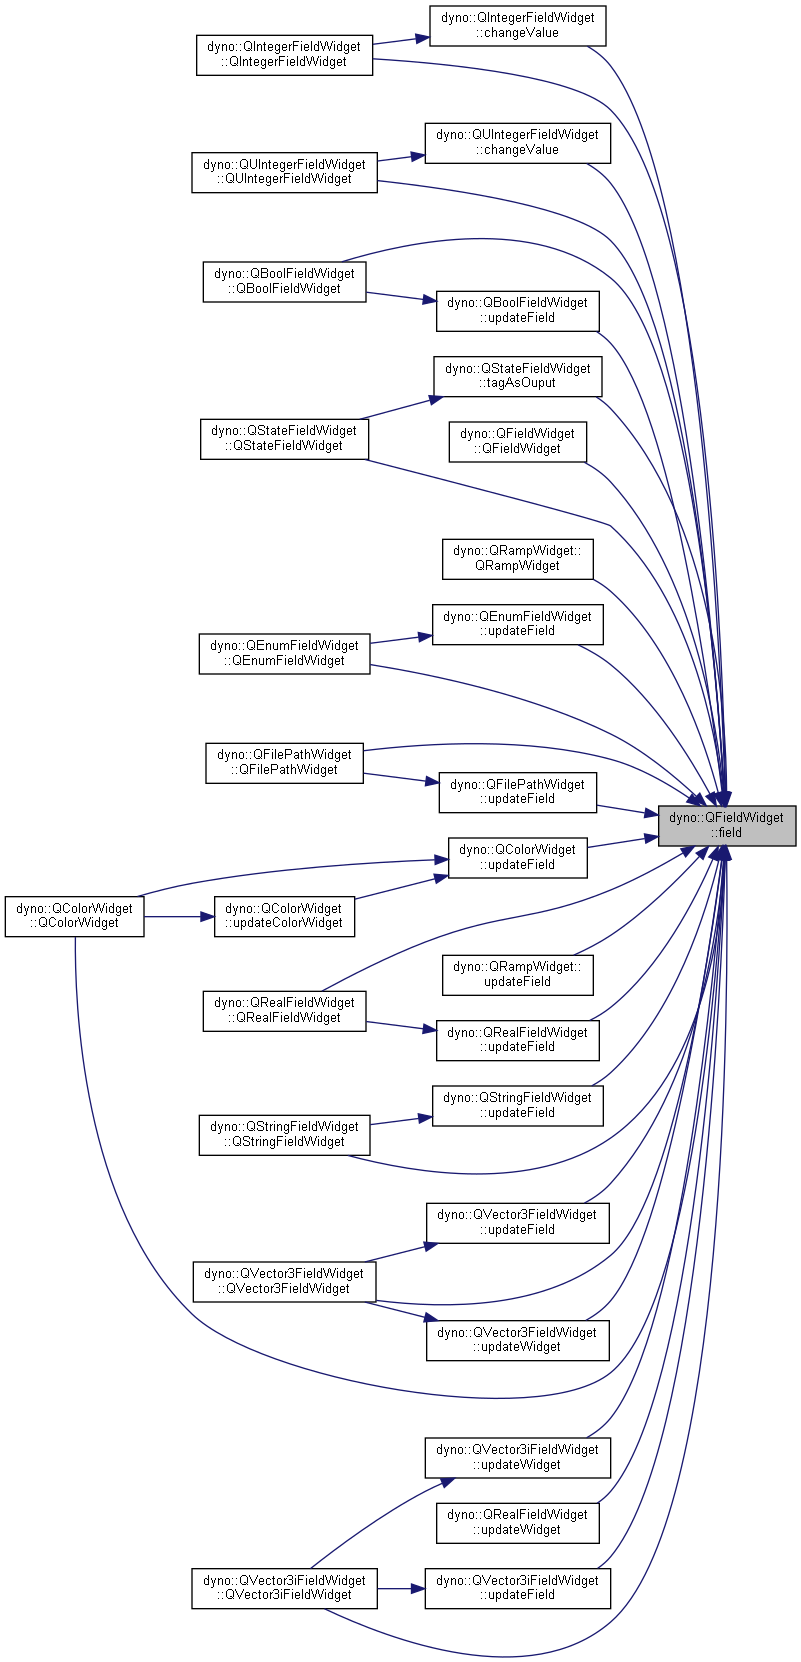 dyno::QIntegerFieldWidget
::changeValue
dyno::QIntegerFieldWidget
::QIntegerFieldWidget
dyno::QUIntegerFieldWidget
::changeValue
dyno::QUIntegerFieldWidget
::QUIntegerFieldWidget
dyno::QBoolFieldWidget
::QBoolFieldWidget
dyno::QBoolFieldWidget
::updateField
dyno::QStateFieldWidget
::tagAsOuput
dyno::QStateFieldWidget
::QStateFieldWidget
dyno::QFieldWidget
::QFieldWidget
dyno::QRampWidget::
QRampWidget
dyno::QEnumFieldWidget
::updateField
dyno::QEnumFieldWidget
::QEnumFieldWidget
dyno::QFilePathWidget
::QFilePathWidget
dyno::QFilePathWidget
::updateField
dyno::QFieldWidget
::field
dyno::QColorWidget
::updateField
dyno::QColorWidget
::QColorWidget
dyno::QColorWidget
::updateColorWidget
dyno::QRampWidget::
updateField
dyno::QRealFieldWidget
::QRealFieldWidget
dyno::QRealFieldWidget
::updateField
dyno::QStringFieldWidget
::updateField
dyno::QStringFieldWidget
::QStringFieldWidget
dyno::QVector3FieldWidget
::updateField
dyno::QVector3FieldWidget
::QVector3FieldWidget
dyno::QVector3FieldWidget
::updateWidget
dyno::QVector3iFieldWidget
::updateWidget
dyno::QRealFieldWidget
::updateWidget
dyno::QVector3iFieldWidget
::QVector3iFieldWidget
dyno::QVector3iFieldWidget
::updateField